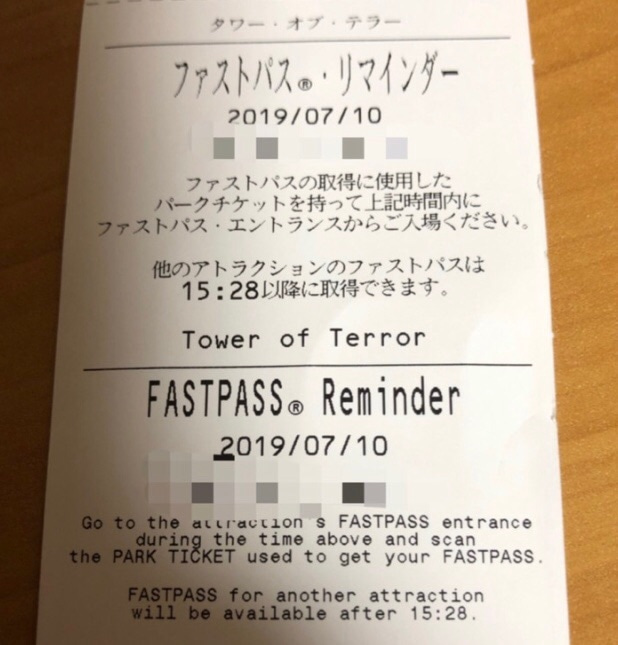 タワー・オブ・テラー
ファストパス®・リマインダー
2019/07/10
ファストパスの取得に使用した
パークチケットを持って上記時間内に
ファストパス・エントランスからご入場ください。
他のアトラクションのファストパスは
15:28以降に取得できます。
Tower of Terror
FASTPASS® Reminder
2019/07/10
Go to the attraction's FASTPASS entrance
during the time above and scan
the PARK TICKET used to get your FASTPASS.
FASTPASS for another attraction
will be available after 15:28.